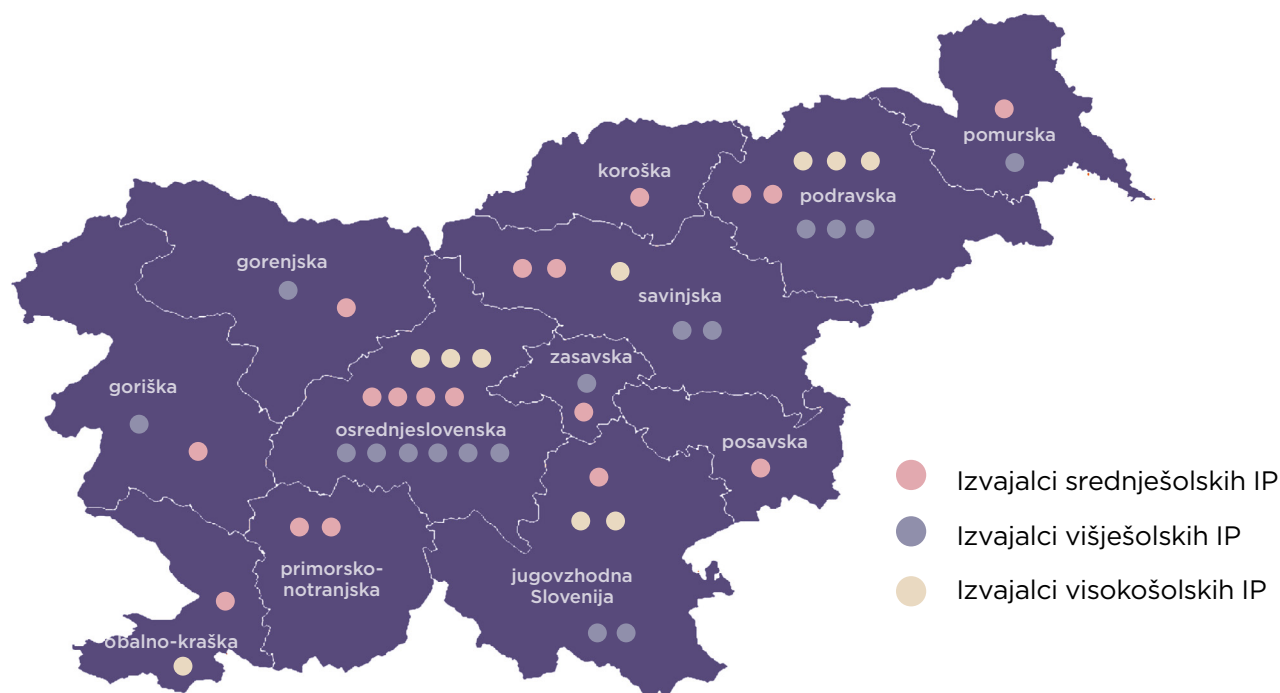 pomurska
koroška
podravska
gorenjska
savinjska
zasavska
goriška
osrednjeslovenska
posavska
primorsko-
notranjska
jugovzhodna
Slovenija
obalno-kraška
Izvajalci srednješolskih IP
Izvajalci višješolskih IP
Izvajalci visokošolskih IP